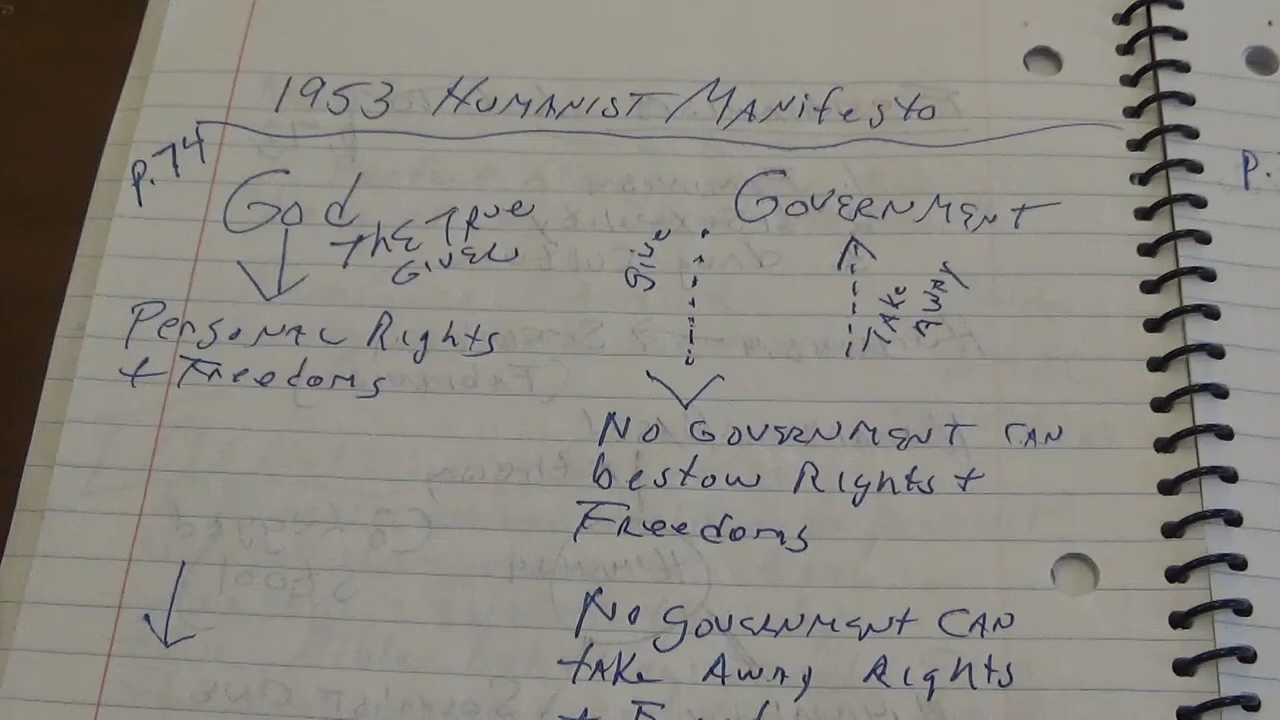 1953 Humanist Manifesto
p.74
God
The True
Giver
Personal Rights
+ Freedoms
Government
give
Take
Away
No Government can
bestow Rights +
Freedoms
No government can
take Away Rights
P.